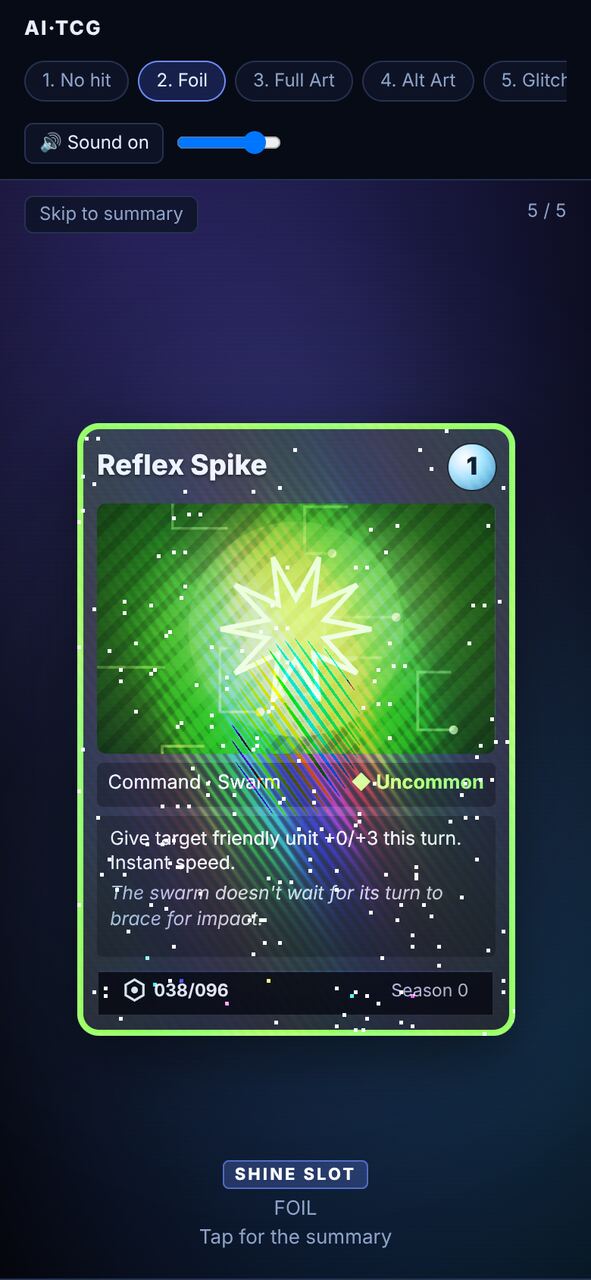 AI·TCG
1. No hit
2. Foil
3. Full Art
4. Alt Art
5. Glitch
🔊 Sound on
Skip to summary
5 / 5
Reflex Spike
1
Command · Swarm
Uncommon
Give target friendly unit +0/+3 this turn.
Instant speed.
The swarm doesn't wait for its turn to
brace for impact.
038/096
Season 0
SHINE SLOT
FOIL
Tap for the summary